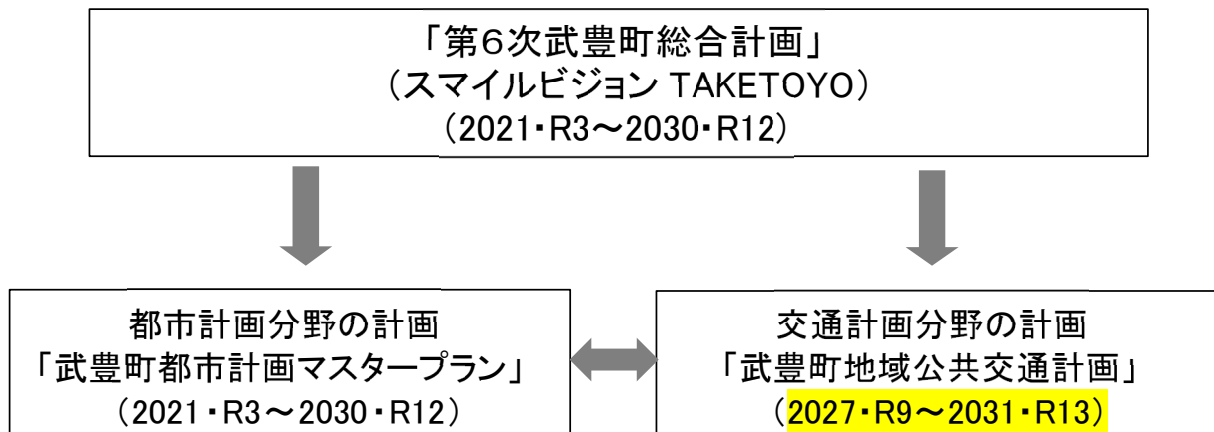 「第６次武豊町総合計画」
（スマイルビジョン TAKETOYO）
（2021・R3～2030・R12）
都市計画分野の計画
「武豊町都市計画マスタープラン」
（2021・R3～2030・R12）
交通計画分野の計画
「武豊町地域公共交通計画」
（2027・R9～2031・R13）